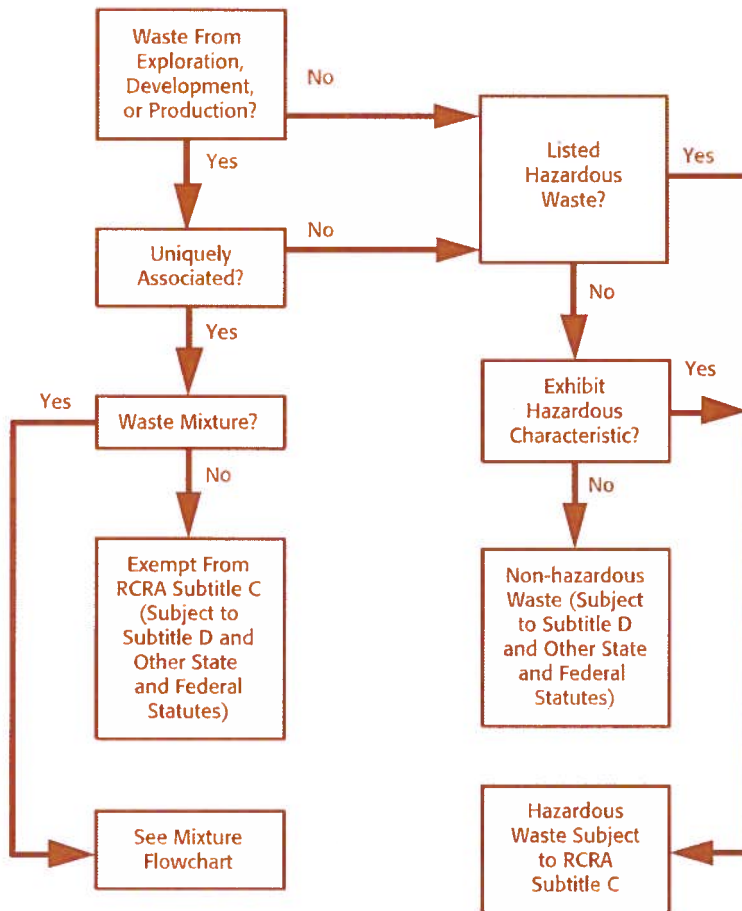 Waste From
Exploration,
Development,
or Production?
No
Yes
Listed
Hazardous
Waste?
Yes
Uniquely
Associated?
No
No
Yes
Waste Mixture?
Yes
No
Exhibit
Hazardous
Characteristic?
Yes
No
Exempt From
RCRA Subtitle C
(Subject to
Subtitle D and
Other State
and Federal
Statutes)
Non-hazardous
Waste (Subject
to Subtitle D
and Other State
and Federal
Statutes)
See Mixture
Flowchart
Hazardous
Waste Subject
to RCRA
Subtitle C